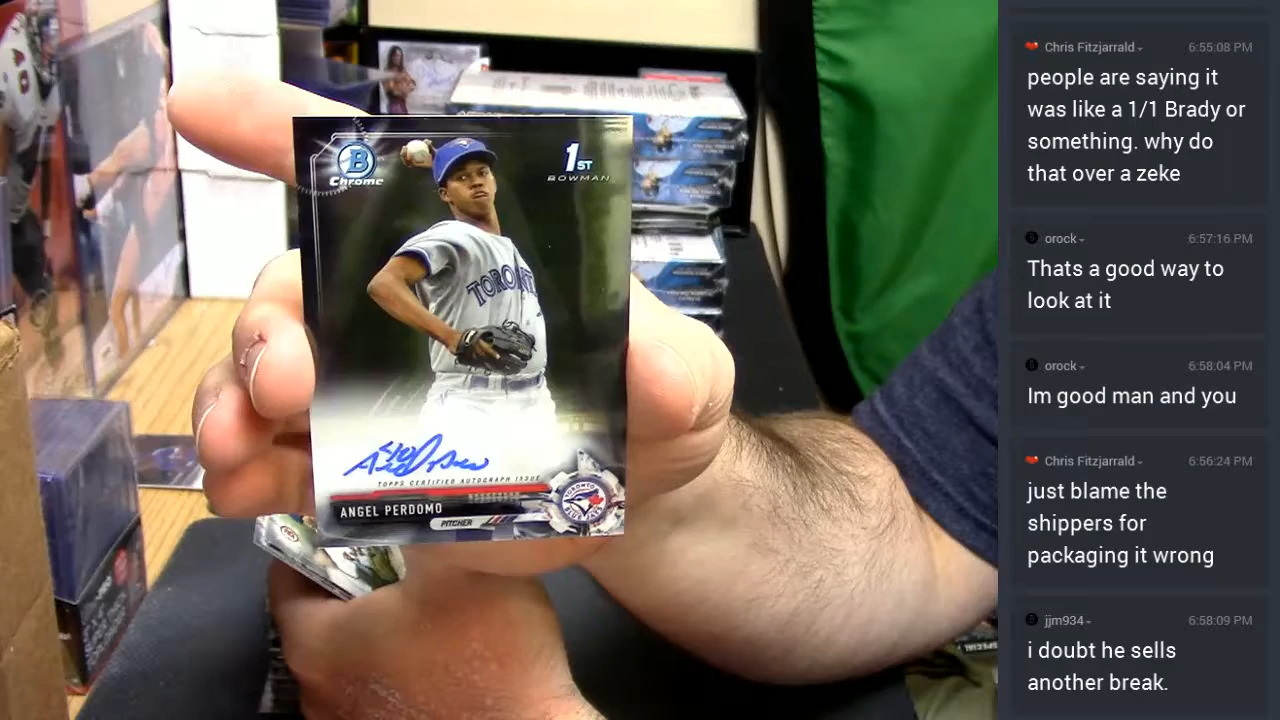 B
Chrome
1ST
BOWMAN
TORON
TOPPS CERTIFIED AUTOGRAPH ISSUE
ANGEL PERDOMO
PITCHER
TORONTO
Chris Fitzjarrald 6:55:08 PM
people are saying it
was like a 1/1 Brady or
something. why do
that over a zeke
orock 6:57:16 PM
Thats a good way to
look at it
orock 6:58:04 PM
Im good man and you
Chris Fitzjarrald 6:56:24 PM
just blame the
shippers for
packaging it wrong
jjm934 6:58:09 PM
i doubt he sells
another break.